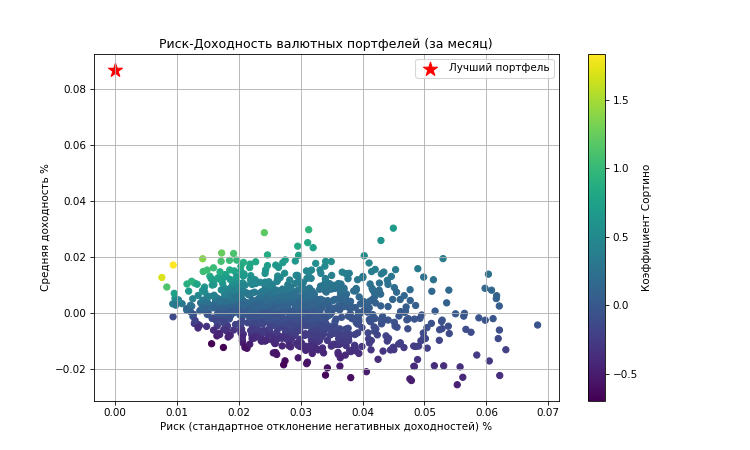 Риск-Доходность валютных портфелей (за месяц)
Лучший портфель
Средняя доходность %
0.08
0.06
0.04
0.02
0.00
−0.02
0.00 0.01 0.02 0.03 0.04 0.05 0.06 0.07
Риск (стандартное отклонение негативных доходностей) %
1.5
1.0
0.5
0.0
−0.5
Коэффициент Сортино